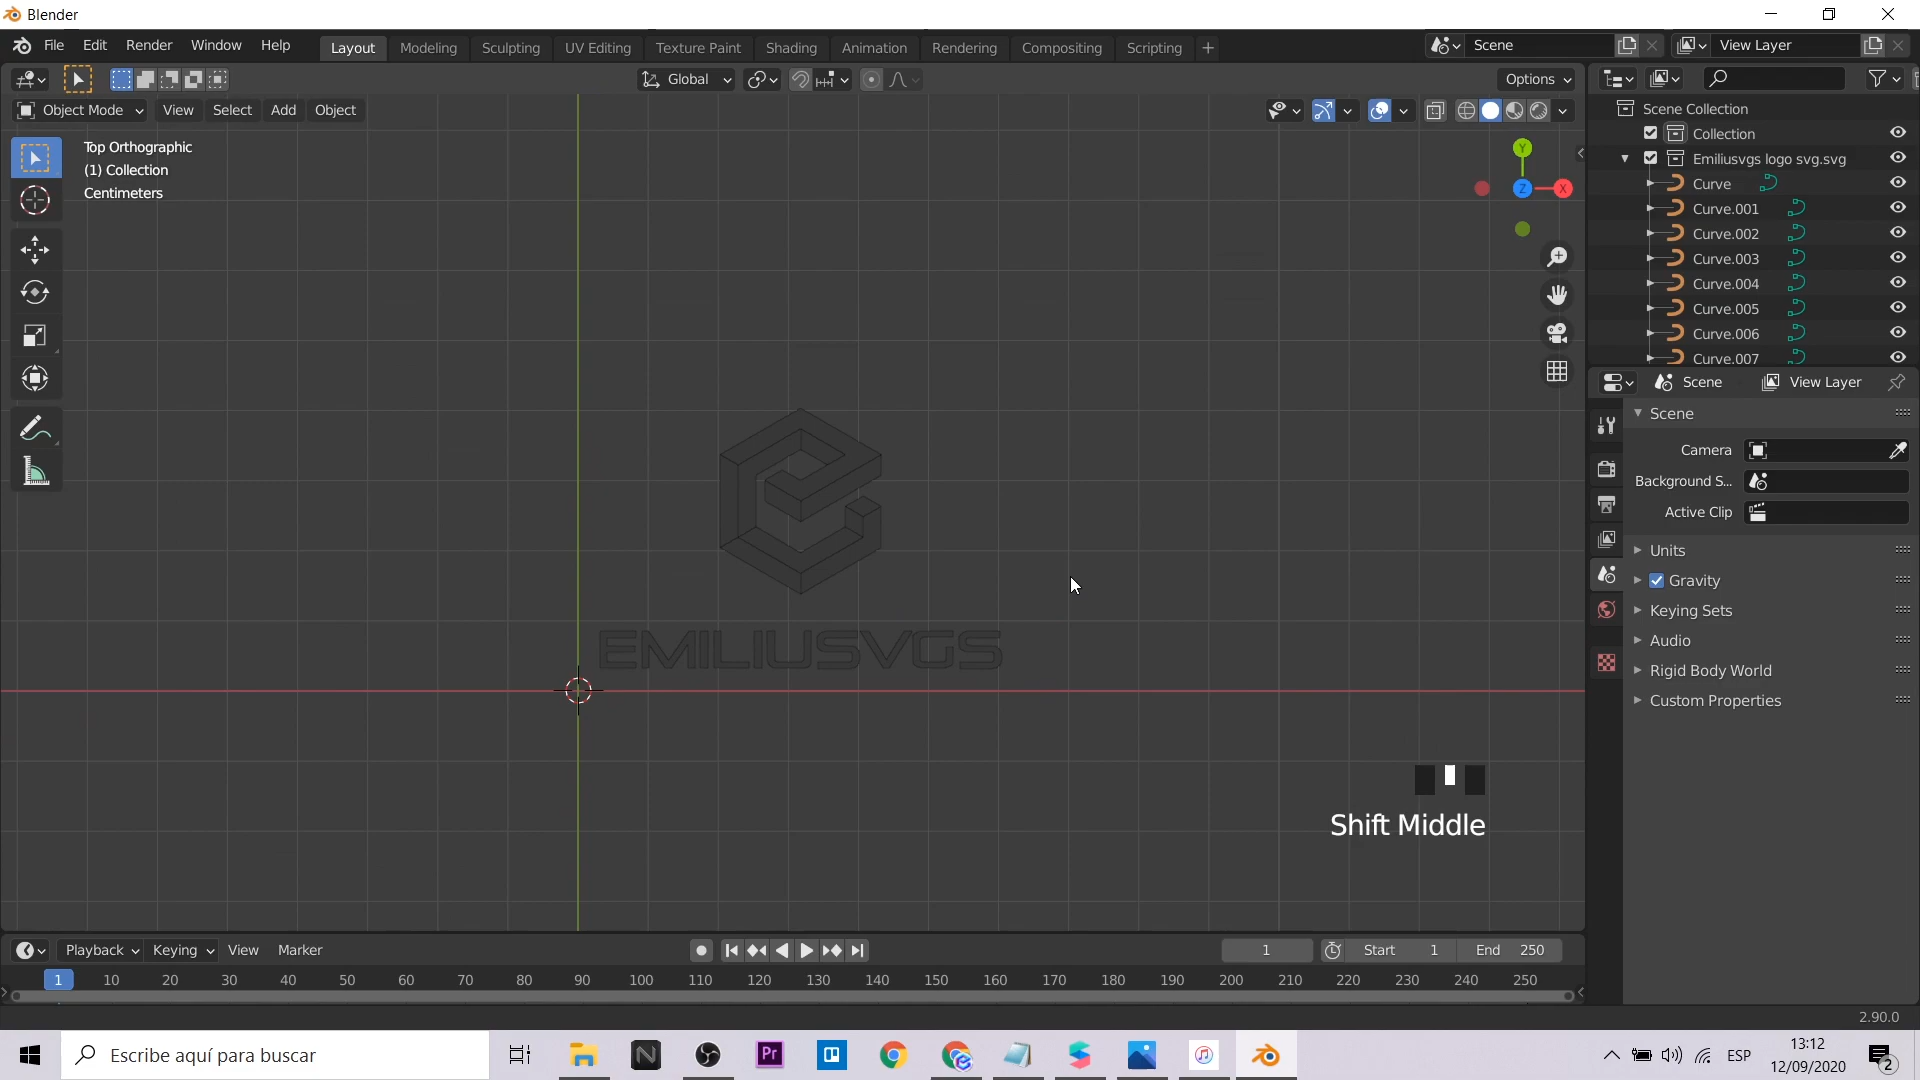 Blender
File Edit Render Window Help
Layout Modeling Sculpting UV Editing Texture Paint Shading Animation Rendering Compositing Scripting +
Scene
View Layer
Global
Options
Object Mode View Select Add Object
Top Orthographic
(1) Collection
Centimeters
Y
Z
X
EMILIUSVGS
Shift Middle
Scene Collection
Collection
Emiliusvgs logo svg.svg
Curve
Curve.001
Curve.002
Curve.003
Curve.004
Curve.005
Curve.006
Curve.007
Scene View Layer
Scene
Camera
Background S...
Active Clip
Units
Gravity
Keying Sets
Audio
Rigid Body World
Custom Properties
Playback Keying View Marker
1 Start 1 End 250
1 10 20 30 40 50 60 70 80 90 100 110 120 130 140 150 160 170 180 190 200 210 220 230 240 250
2.90.0
Escribe aquí para buscar
N
Pr
ESP
13:12
12/09/2020
2